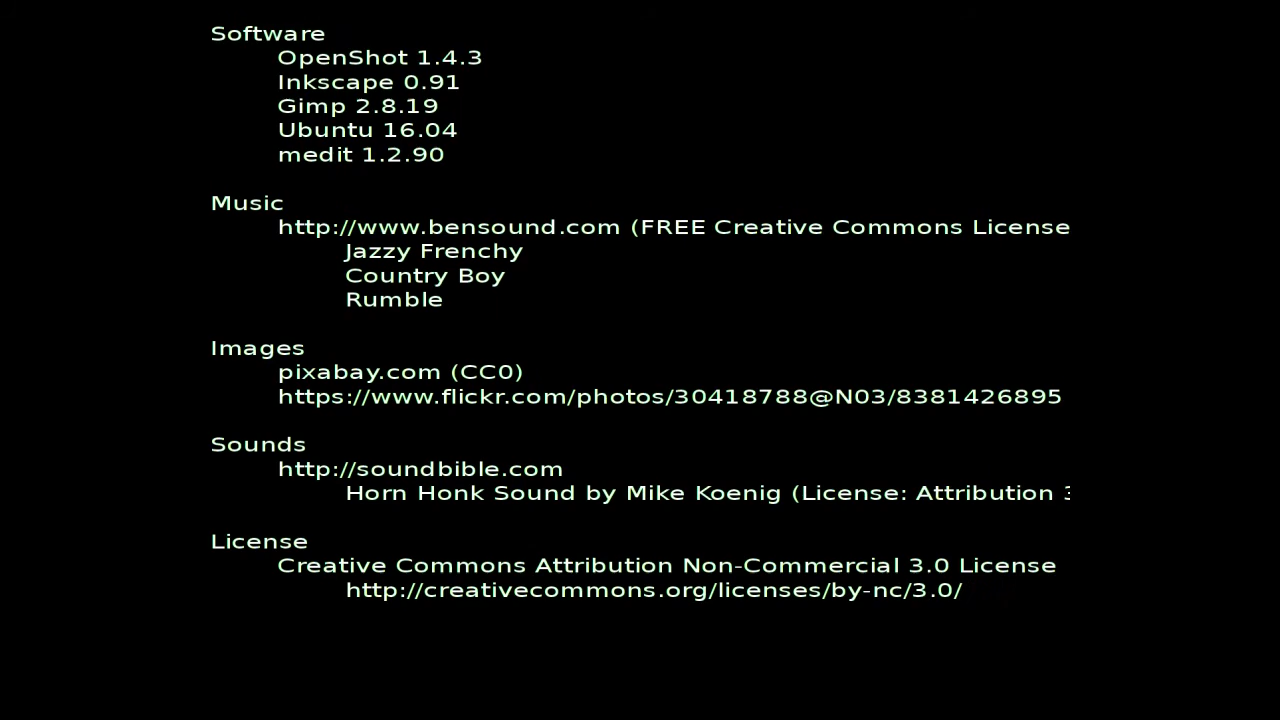 Software
OpenShot 1.4.3
Inkscape 0.91
Gimp 2.8.19
Ubuntu 16.04
medit 1.2.90
Music
http://www.bensound.com (FREE Creative Commons License
Jazzy Frenchy
Country Boy
Rumble
Images
pixabay.com (CC0)
https://www.flickr.com/photos/30418788@N03/8381426895
Sounds
http://soundbible.com
Horn Honk Sound by Mike Koenig (License: Attribution
License
Creative Commons Attribution Non-Commercial 3.0 License
http://creativecommons.org/licenses/by-nc/3.0/